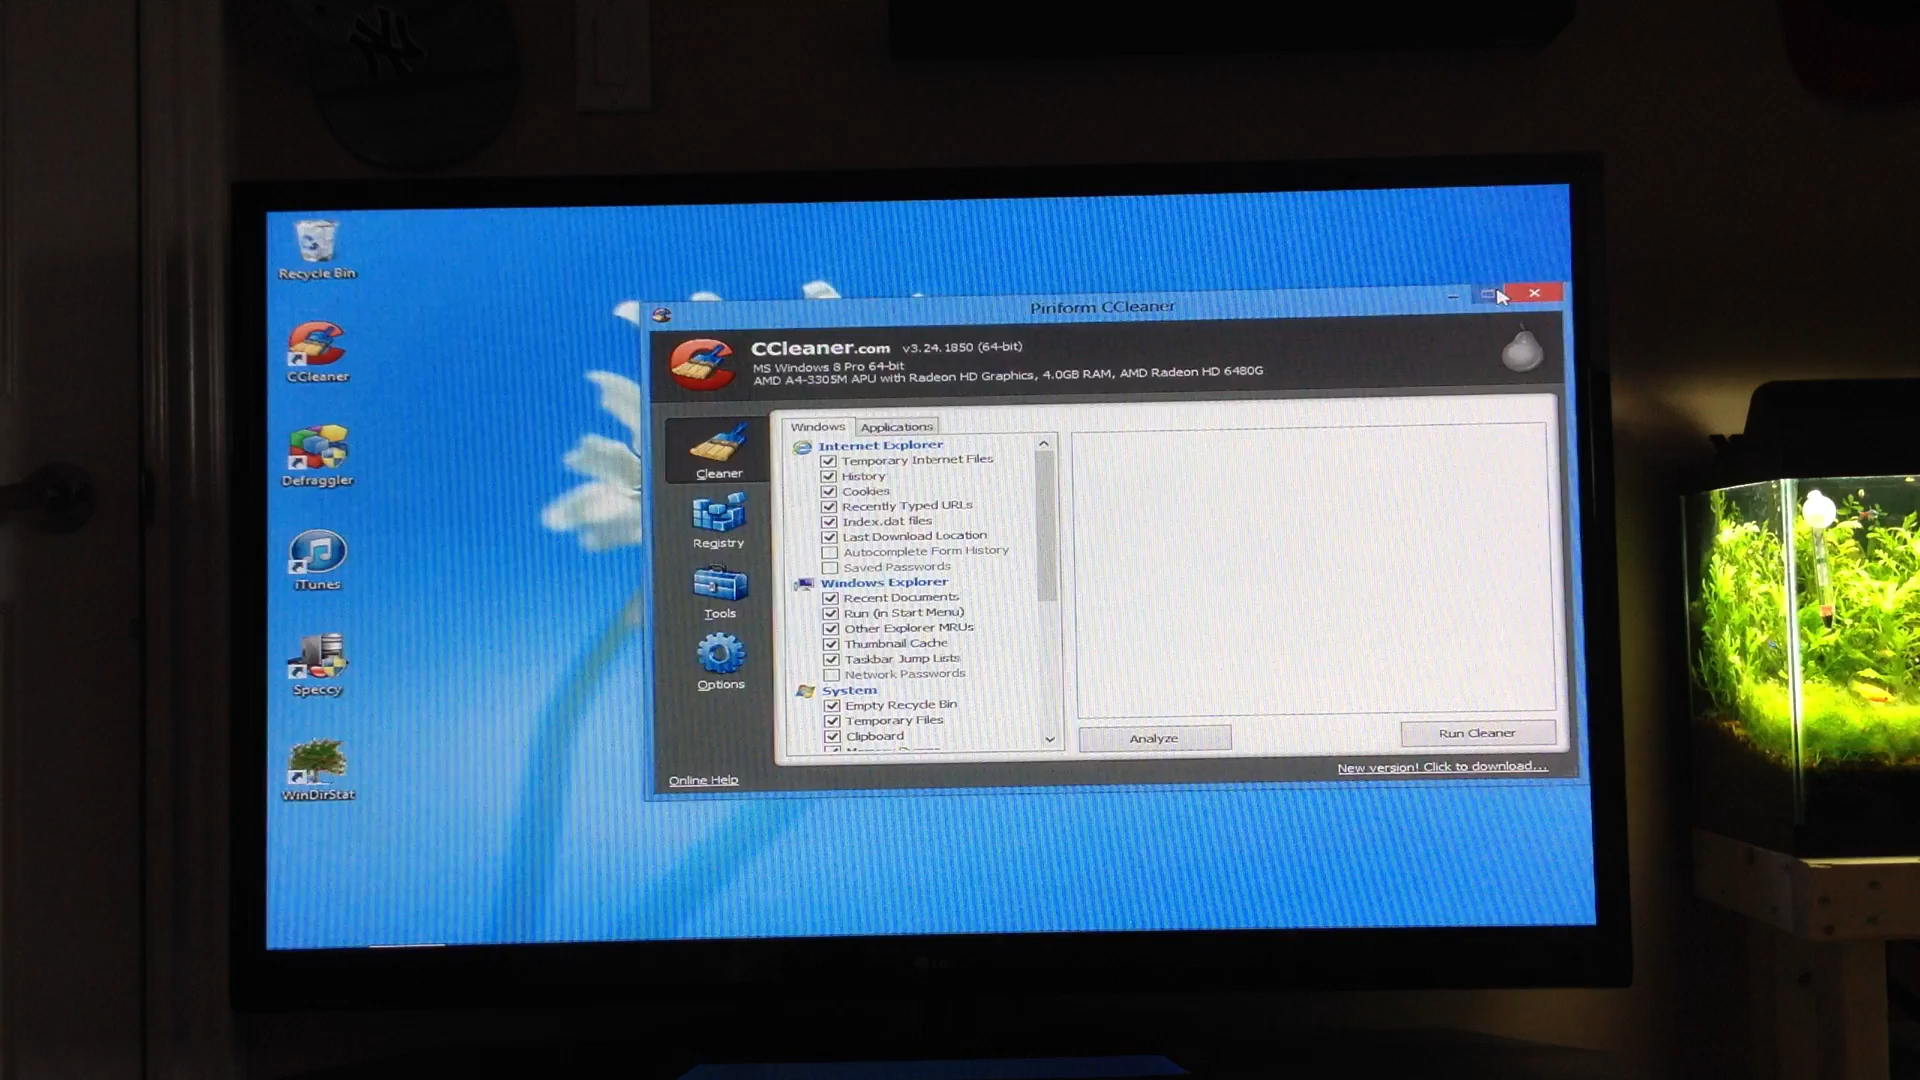 NY
Recycle Bin
CCleaner
Defraggler
iTunes
Speccy
WinDirStat
Piriform CCleaner
CCleaner.com v3.24.1850 (64-bit)
MS Windows 8 Pro 64-bit
AMD A4-3305M APU with Radeon HD Graphics, 4.0GB RAM, AMD Radeon HD 6480G
Cleaner
Registry
Tools
Options
Online Help
Windows Applications
Internet Explorer
Temporary Internet Files
History
Cookies
Recently Typed URLs
Index.dat files
Last Download Location
Autocomplete Form History
Saved Passwords
Windows Explorer
Recent Documents
Run (in Start Menu)
Other Explorer MRUs
Thumbnail Cache
Taskbar Jump Lists
Network Passwords
System
Empty Recycle Bin
Temporary Files
Clipboard
Analyze
Run Cleaner
New version! Click to download...
LG